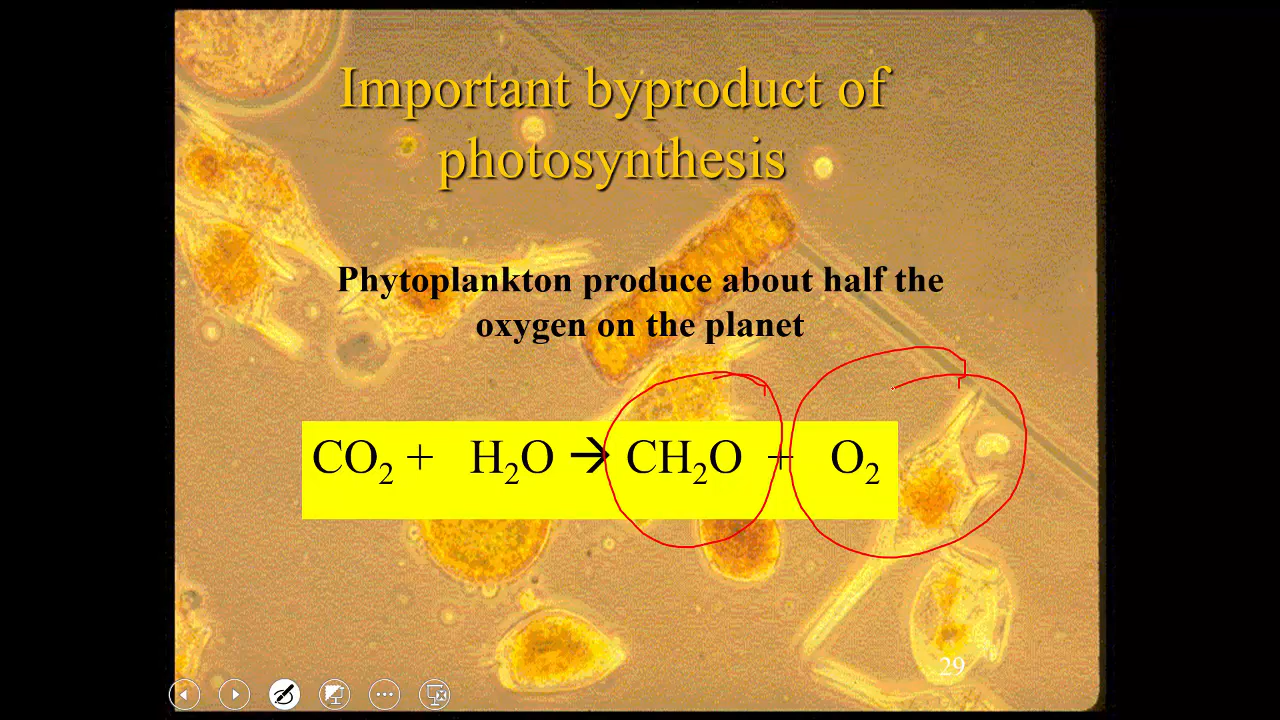 Important byproduct of
photosynthesis
Phytoplankton produce about half the
oxygen on the planet
CO₂ + H₂O → CH₂O + O₂
29